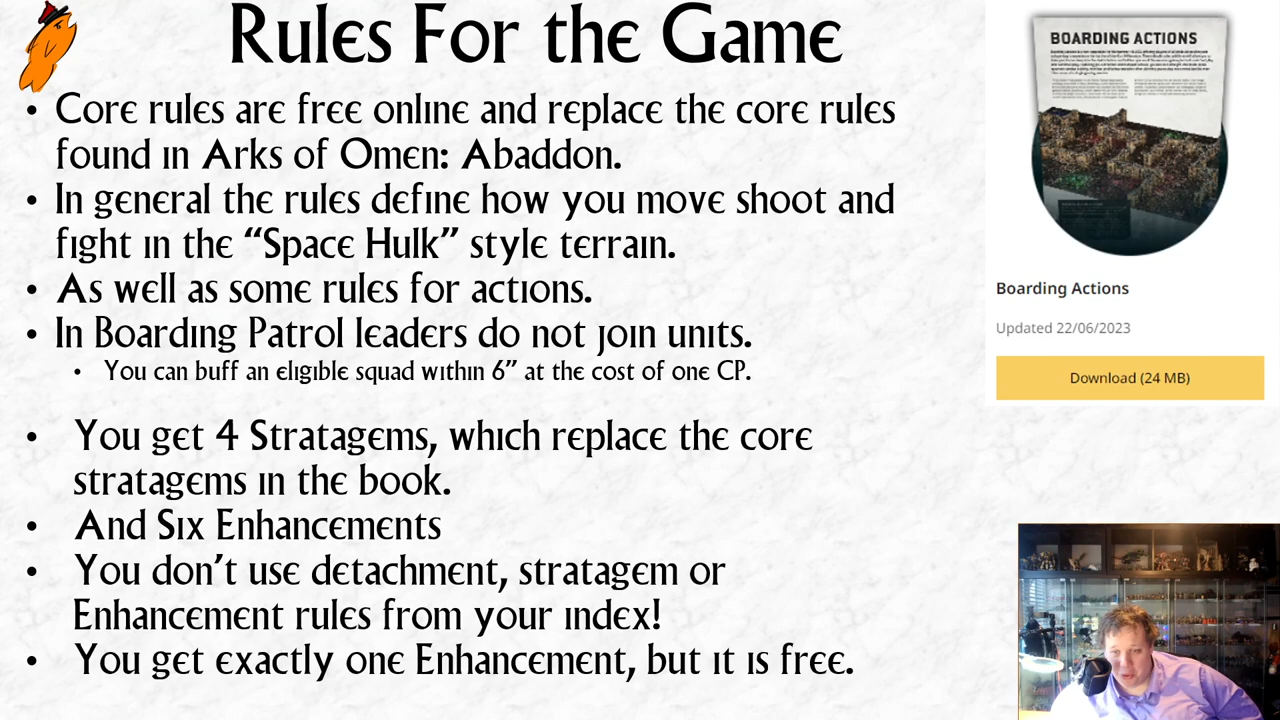 Rules For the Game
• Core rules are free online and replace the core rules
found in Arks of Omen: Abaddon.
• In general the rules define how you move shoot and
fight in the “Space Hulk” style terrain.
• As well as some rules for actions.
• In Boarding Patrol leaders do not join units.
• You can buff an eligible squad within 6” at the cost of one CP.
• You get 4 Stratagems, which replace the core
stratagems in the book.
• And Six Enhancements
• You don’t use detachment, stratagem or
Enhancement rules from your index!
• You get exactly one Enhancement, but it is free.
BOARDING ACTIONS
Boarding Actions
Updated 22/06/2023
Download (24 MB)